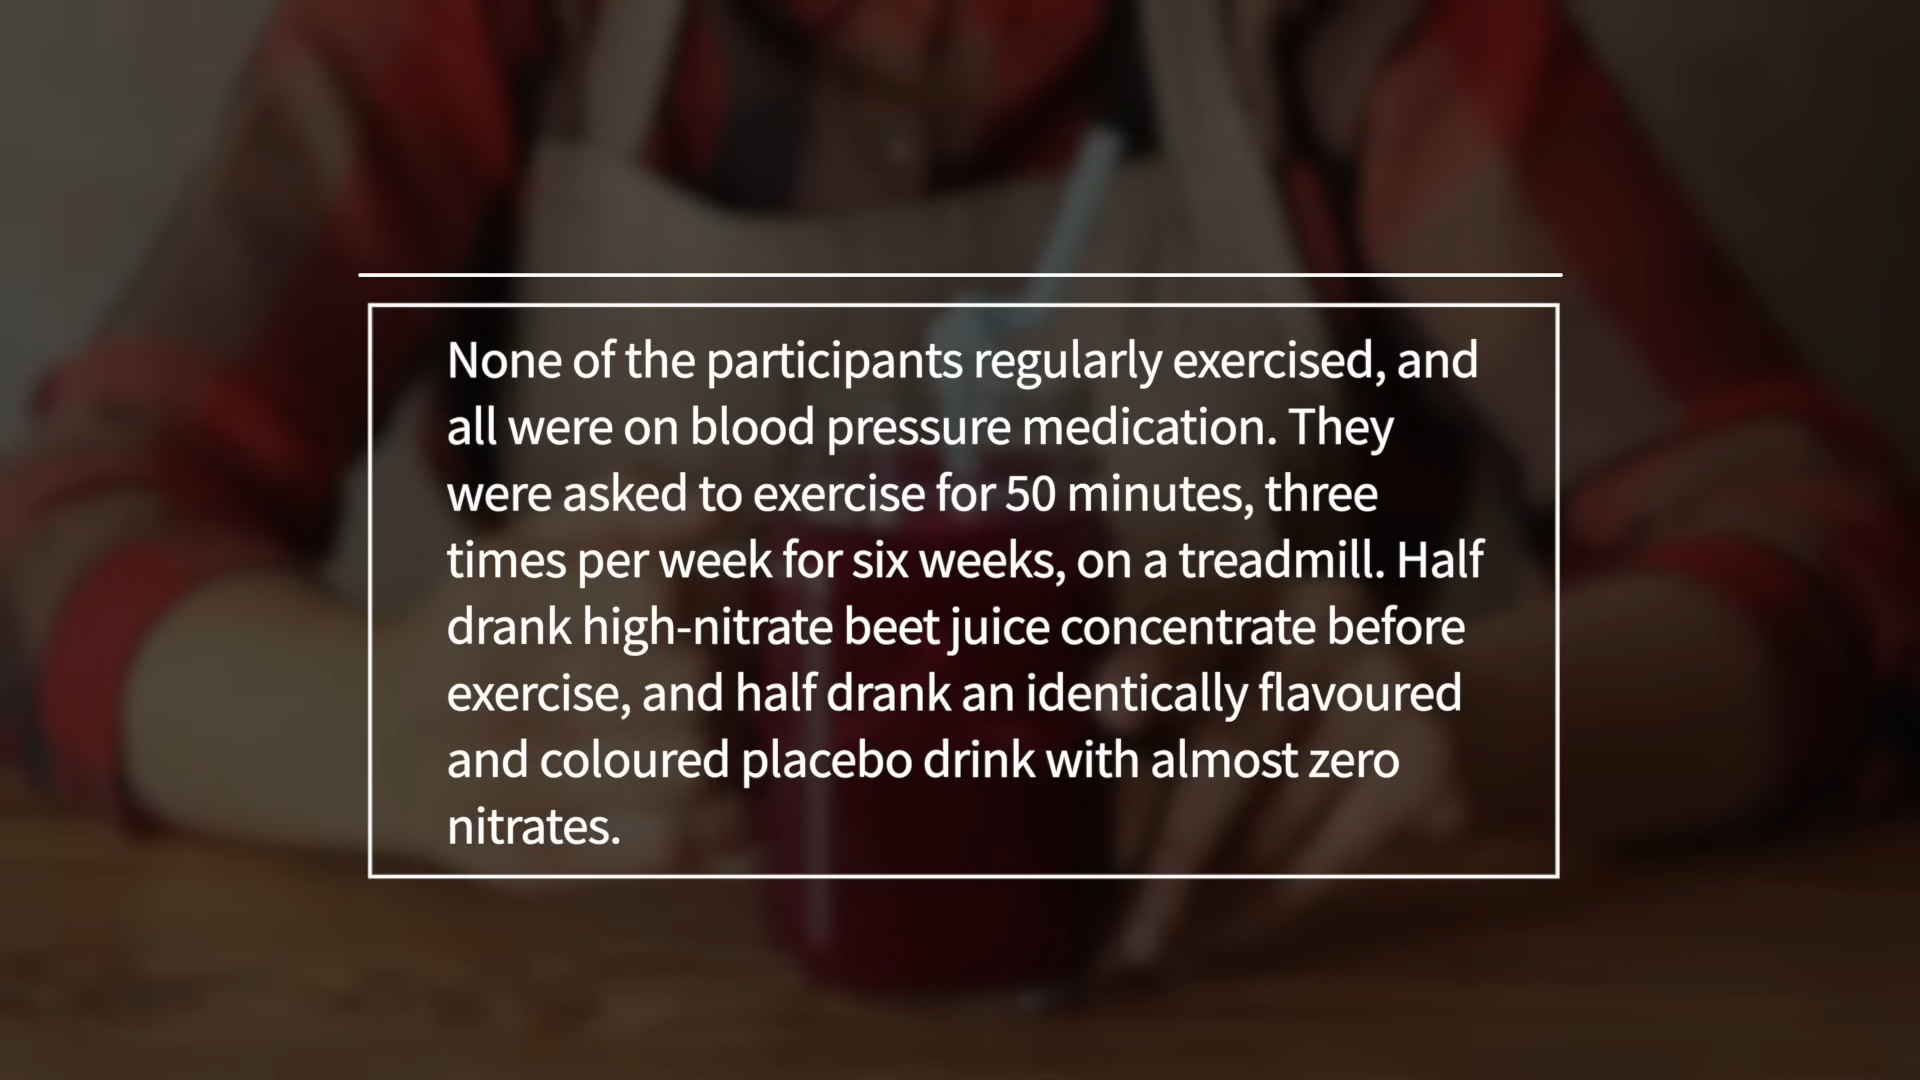 None of the participants regularly exercised, and
all were on blood pressure medication. They
were asked to exercise for 50 minutes, three
times per week for six weeks, on a treadmill. Half
drank high-nitrate beet juice concentrate before
exercise, and half drank an identically flavoured
and coloured placebo drink with almost zero
nitrates.